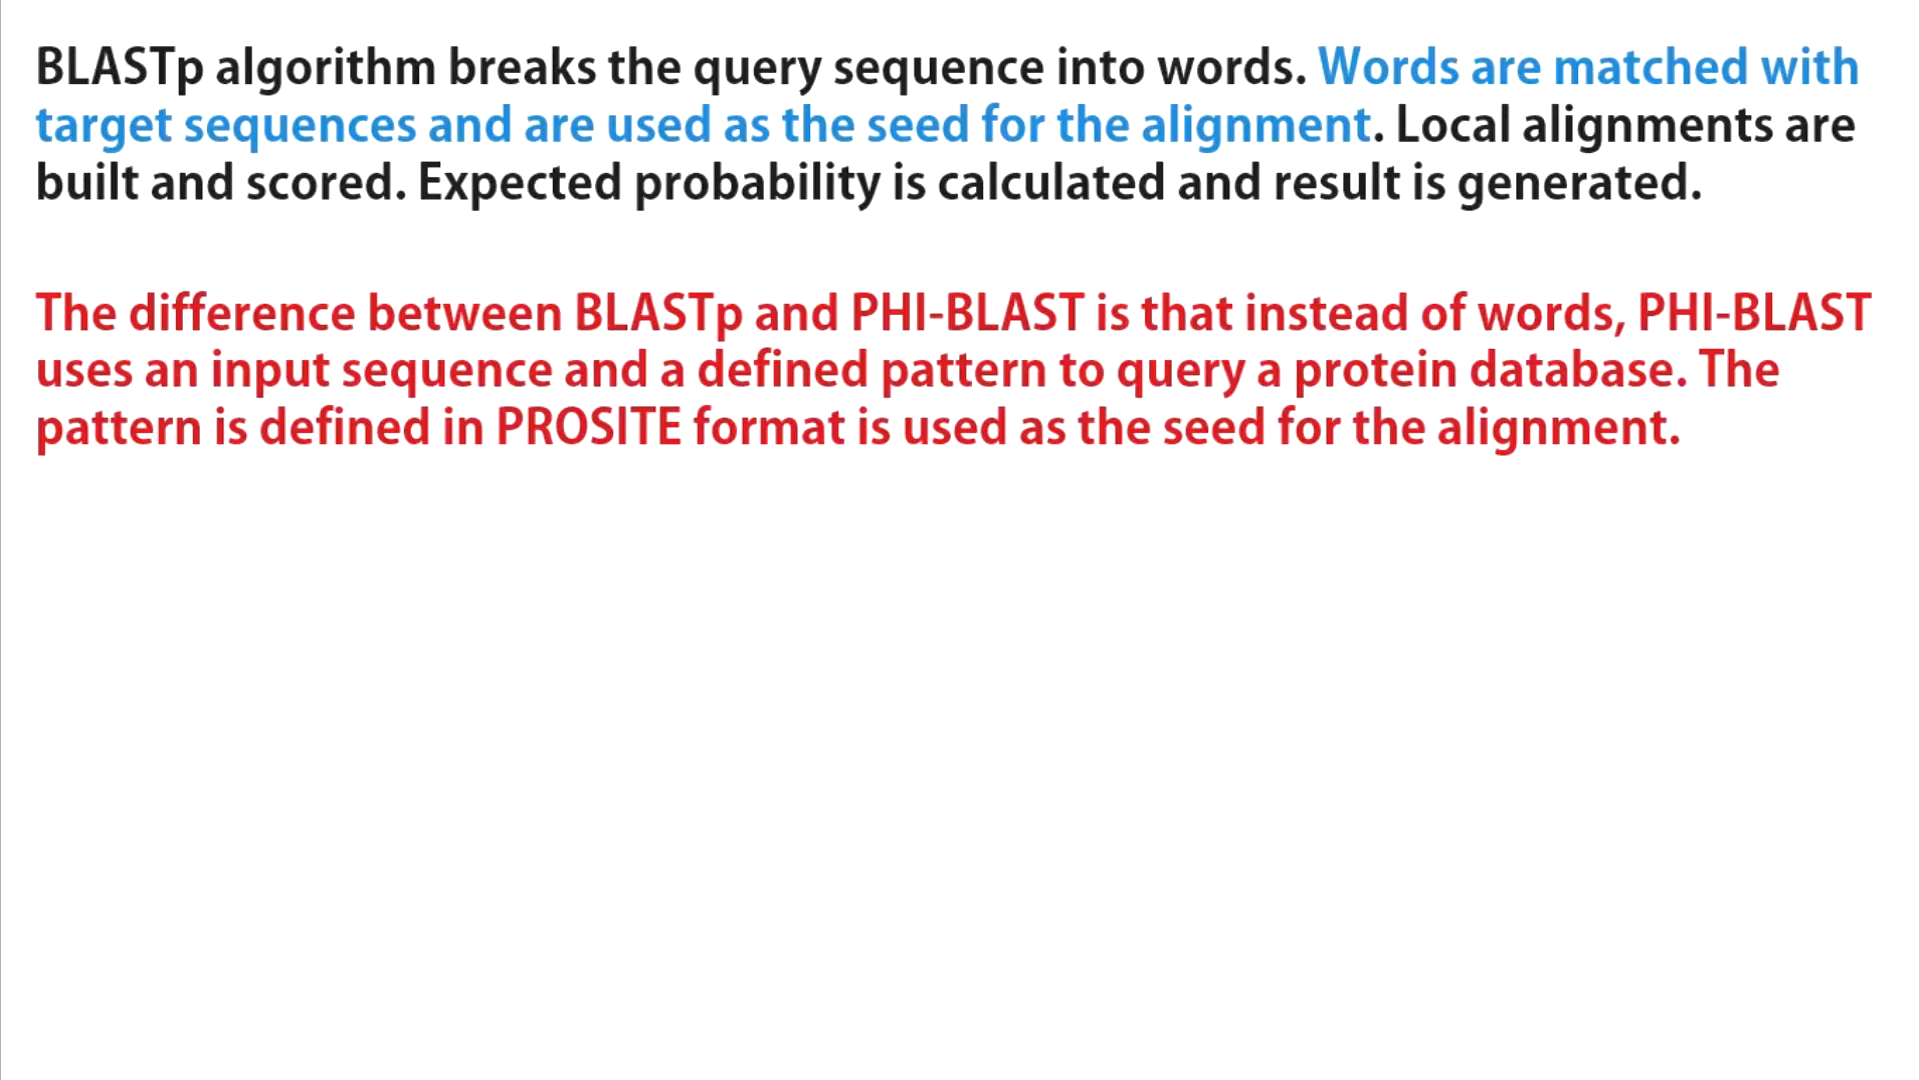 BLASTp algorithm breaks the query sequence into words. Words are matched with
target sequences and are used as the seed for the alignment. Local alignments are
built and scored. Expected probability is calculated and result is generated.
The difference between BLASTp and PHI-BLAST is that instead of words, PHI-BLAST
uses an input sequence and a defined pattern to query a protein database. The
pattern is defined in PROSITE format is used as the seed for the alignment.